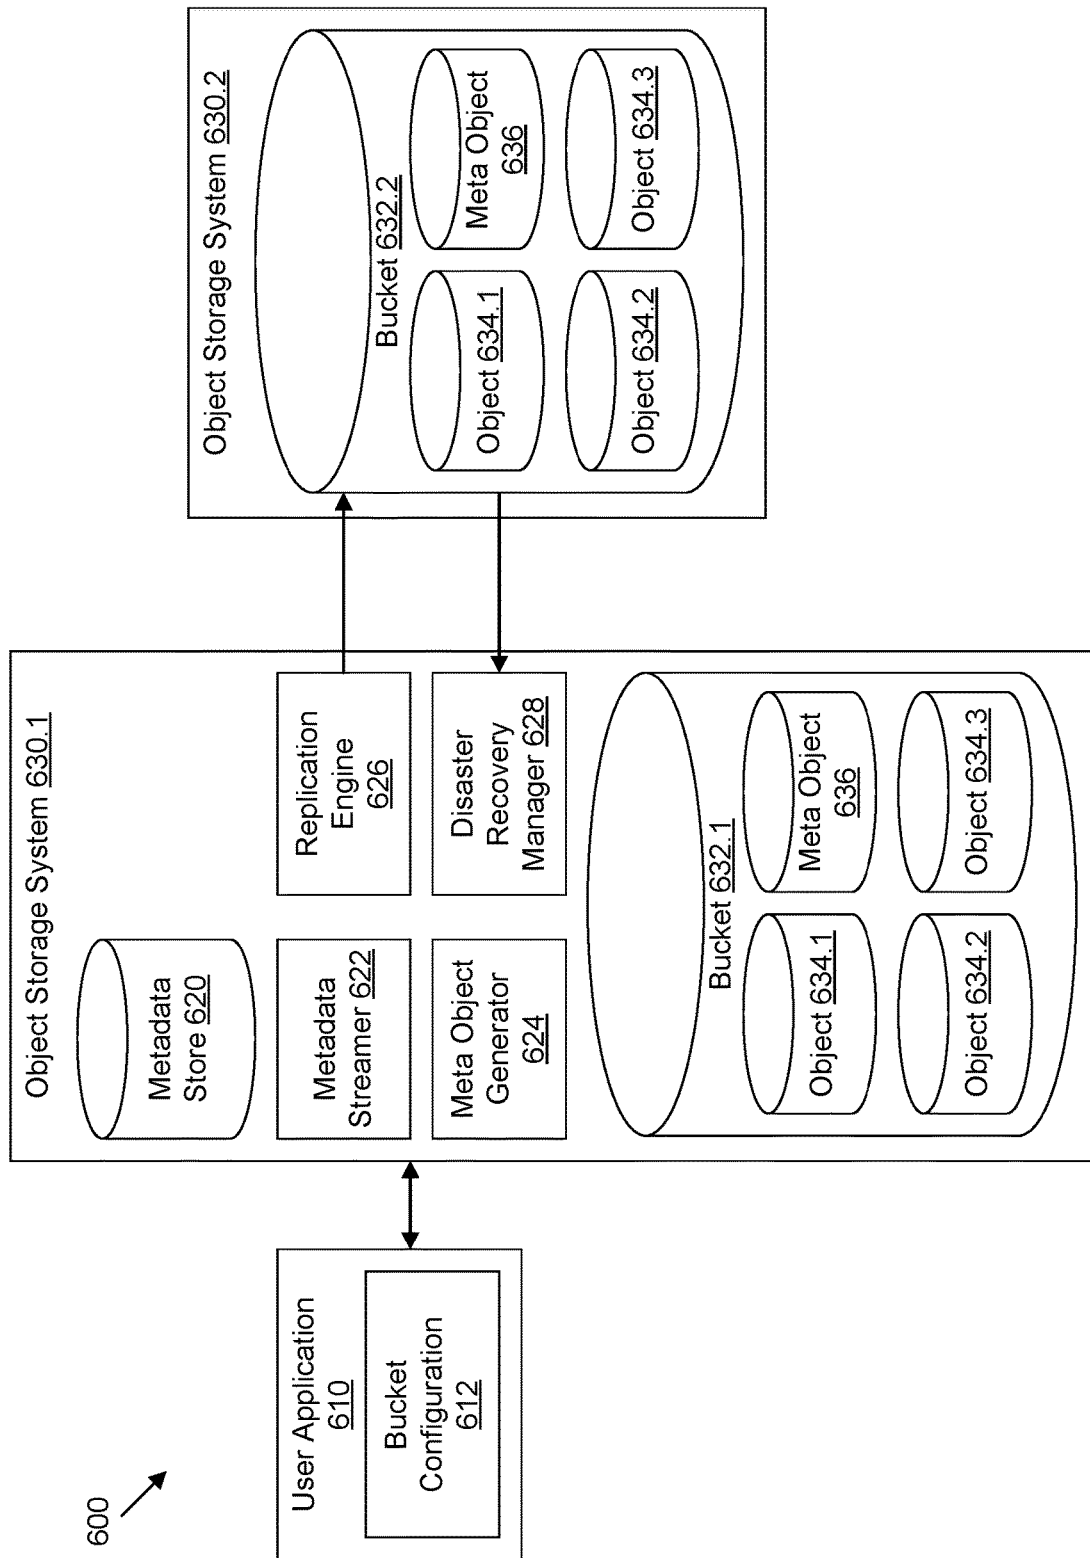 600
User Application
610
Bucket
Configuration
612
Object Storage System 630.1
Metadata
Store 620
Metadata
Streamer 622
Meta Object
Generator
624
Replication
Engine
626
Disaster
Recovery
Manager 628
Bucket 632.1
Object 634.1
Meta Object
636
Object 634.2
Object 634.3
Object Storage System 630.2
Bucket 632.2
Object 634.1
Meta Object
636
Object 634.2
Object 634.3